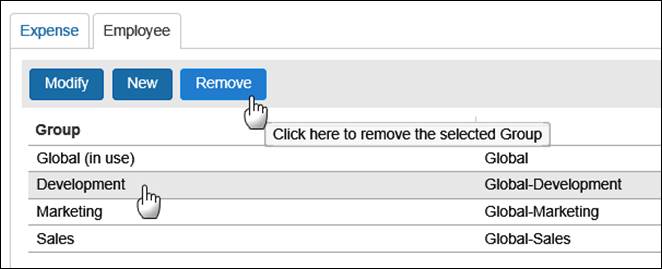 Expense Employee
Modify New Remove
Click here to remove the selected Group
Group
Global (in use) Global
Development Global-Development
Marketing Global-Marketing
Sales Global-Sales